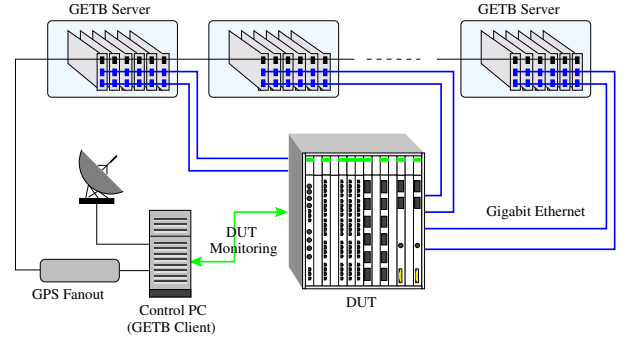 GETB Server
GETB Server
Gigabit Ethernet
DUT
Monitoring
GPS Fanout
DUT
Control PC
(GETB Client)